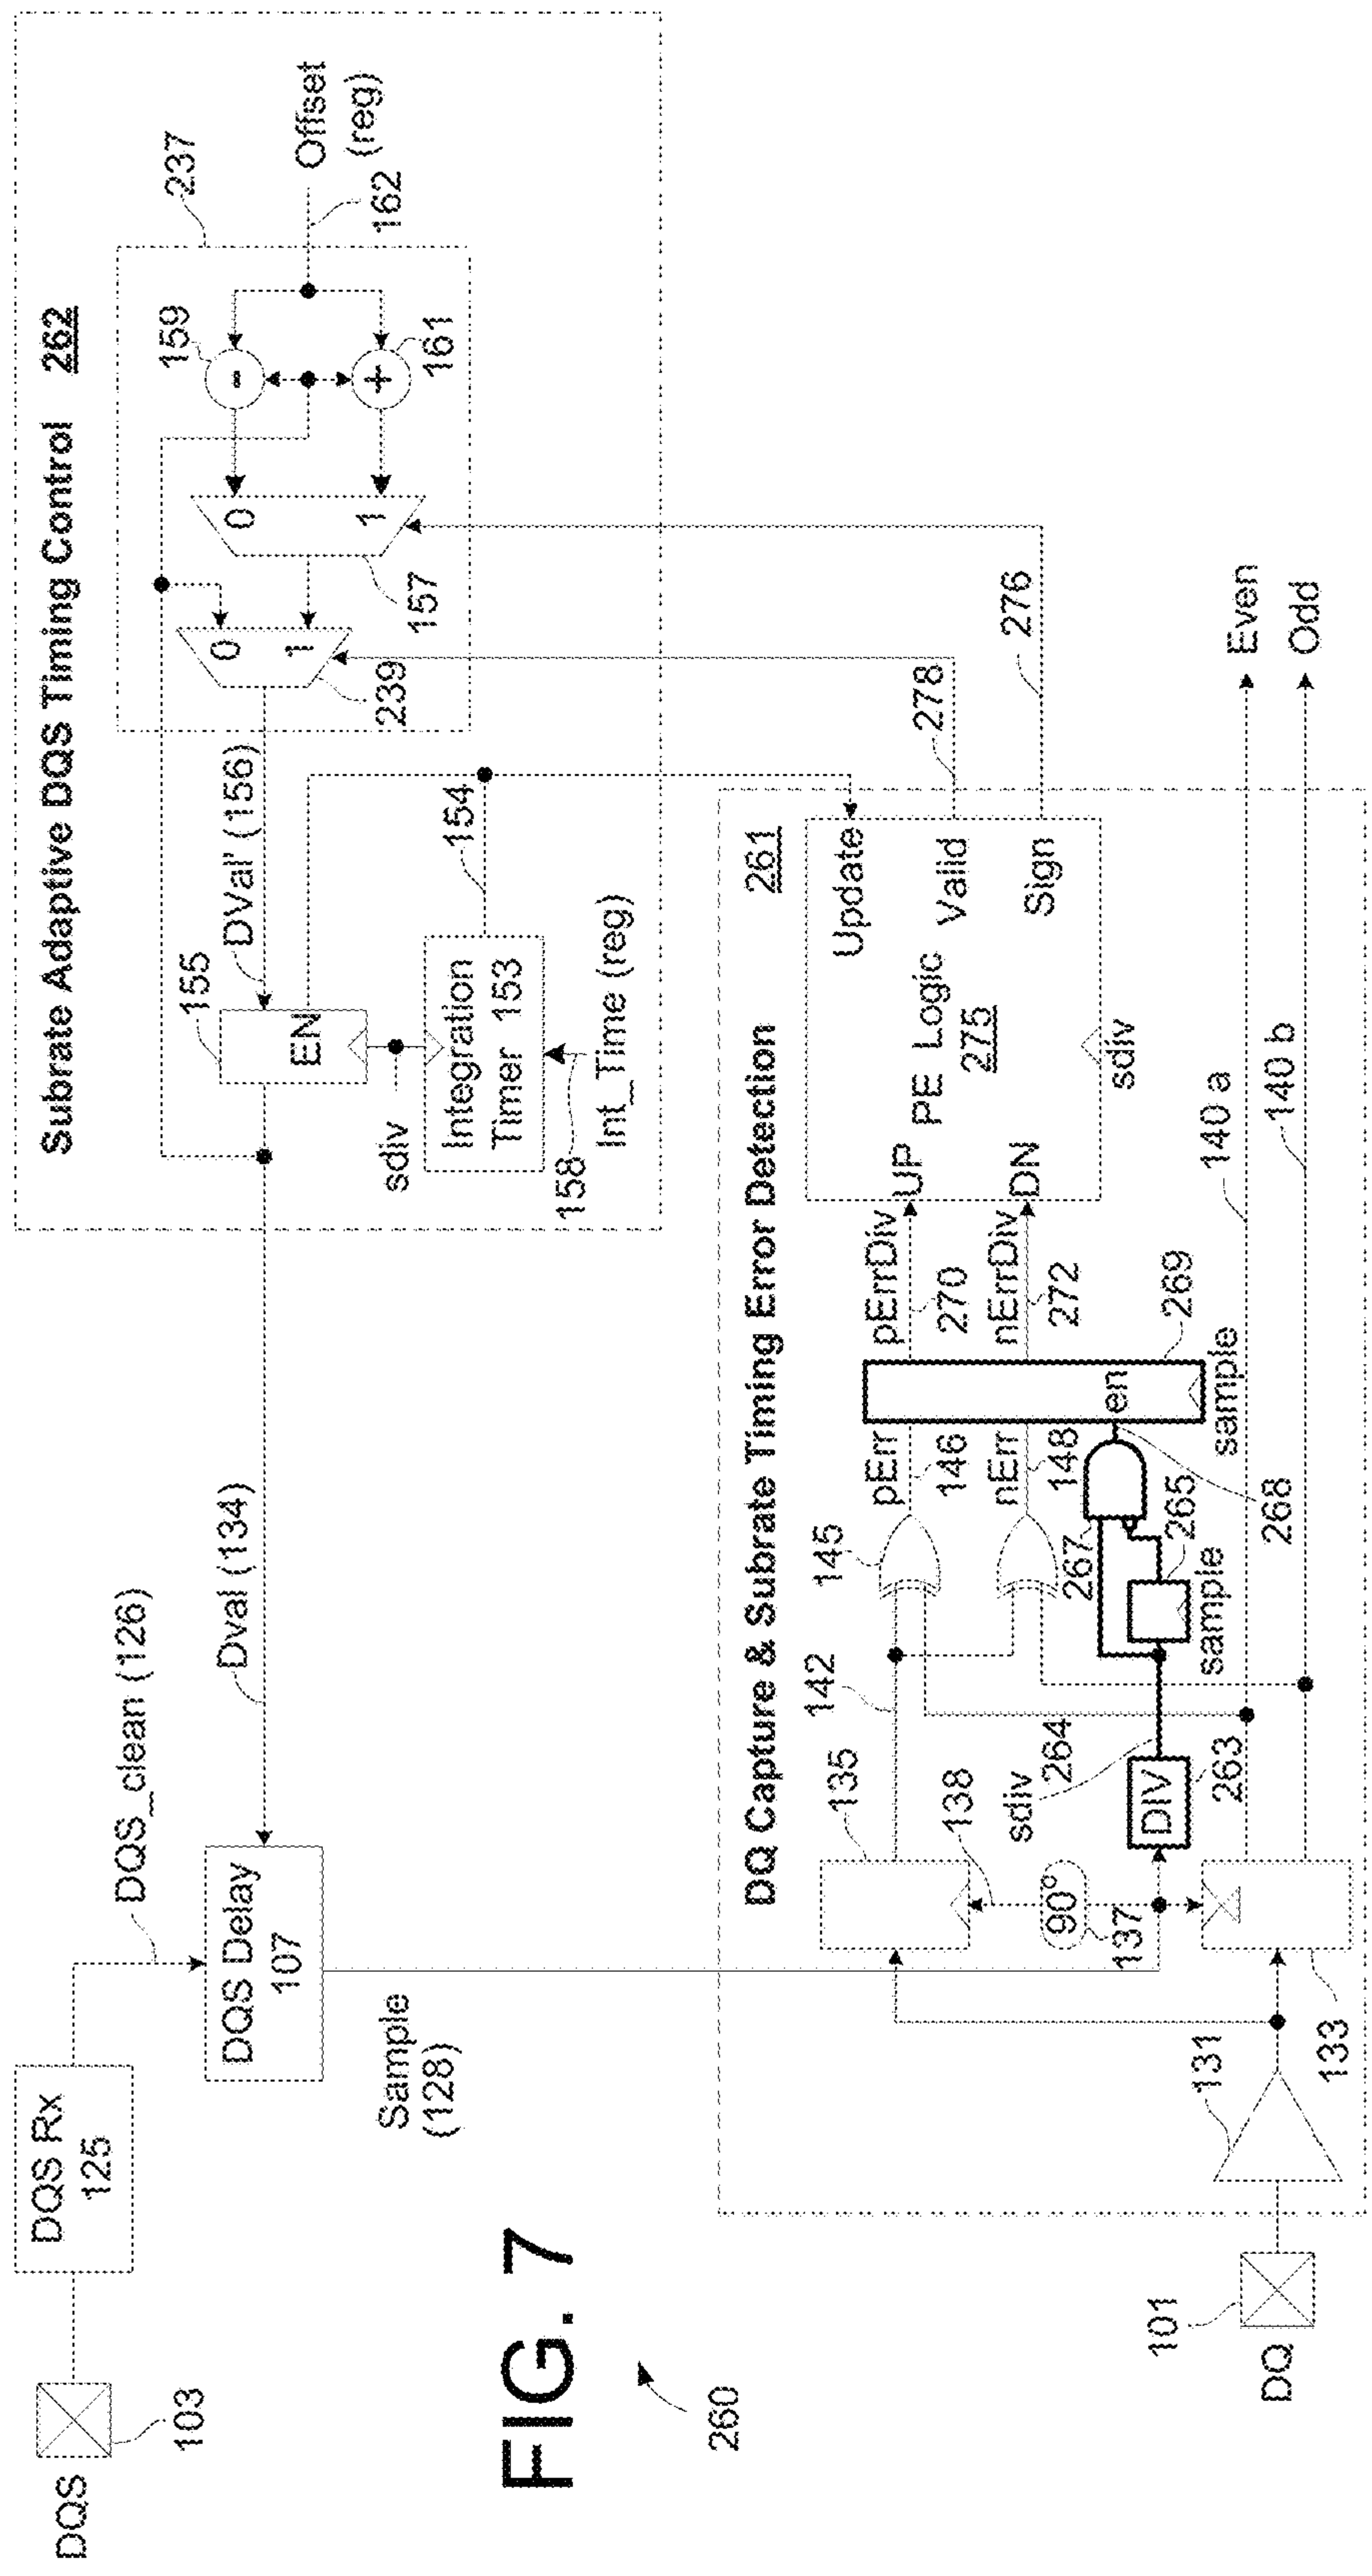 Subrate Adaptive DQS Timing Control 262
237
159
161
Offset
(reg)
162
0
1
157
0
1
239
DVal' (156)
155
EN
sdiv
Integration
Timer 153
154
158
Int_Time (reg)
DQS
103
DQS Rx
125
DQS_clean (126)
DQS Delay
107
Dval (134)
Sample
(128)
FIG. 7
260
DQ Capture & Subrate Timing Error Detection 261
DQ
101
131
133
135
137
138
90°
142
145
pErr
146
nErr
148
DIV
263
sdiv
264
265
sample
267
268
en
269
sample
pErrDiv
270
nErrDiv
272
UP
DN
PE Logic
275
Update
Valid
Sign
sdiv
278
276
140 a
140 b
Even
Odd
-
+